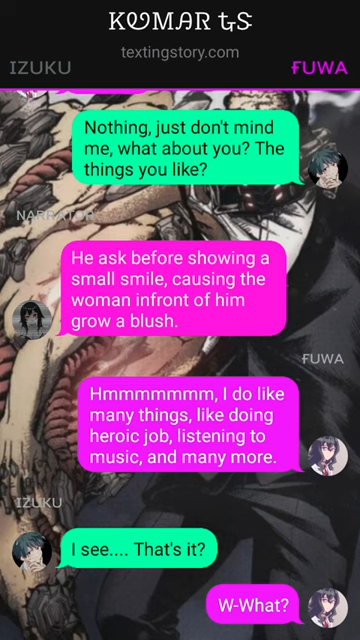 KUMAR TS
textingstory.com
IZUKU
FUWA
Nothing, just don't mind
me, what about you? The
things you like?
NARRATOR
He ask before showing a
small smile, causing the
woman infront of him
grow a blush.
FUWA
Hmmmmmmm, I do like
many things, like doing
heroic job, listening to
music, and many more.
IZUKU
I see.... That's it?
W-What?